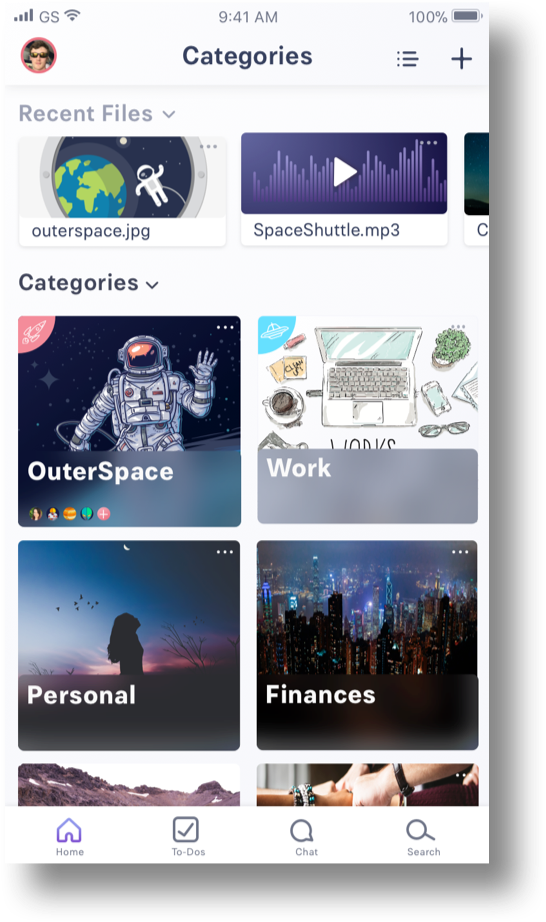 GS 9:41 AM 100%
Categories
Recent Files
outerspace.jpg SpaceShuttle.mp3 C
Categories
WORKS
OuterSpace Work
Personal Finances
Home To-Dos Chat Search